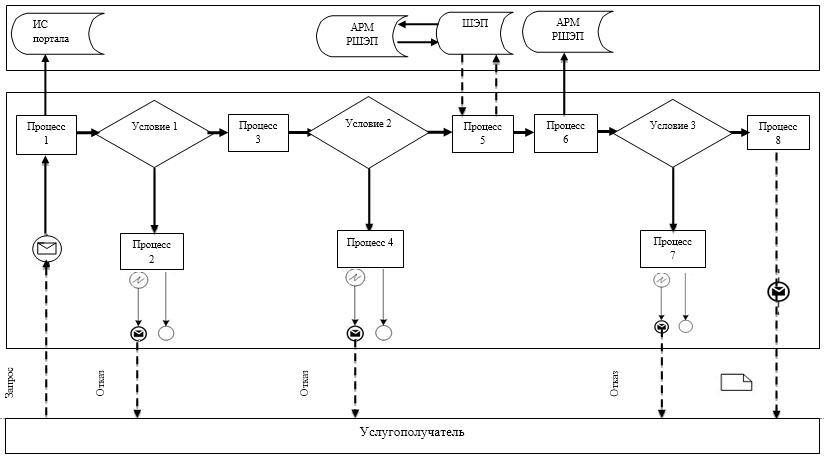 ИС
портала
АРМ
РШЭП
ШЭП
АРМ
РШЭП
Процесс
1
Условие 1
Процесс
3
Условие 2
Процесс
5
Процесс
6
Условие 3
Процесс
8
Процесс
2
Процесс 4
Процесс
7
Запрос
Отказ
Отказ
Отказ
Услугополучатель